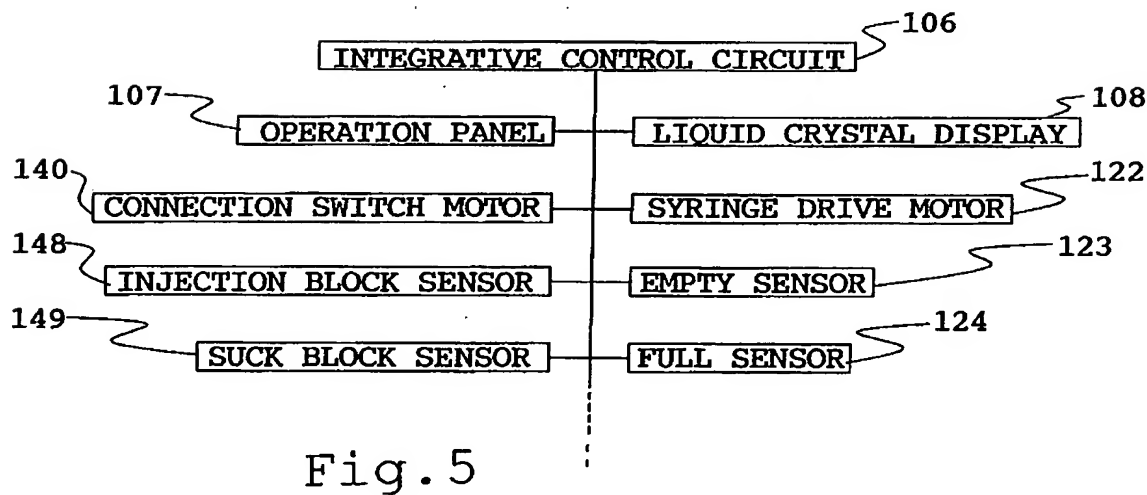 106
INTEGRATIVE CONTROL CIRCUIT
107
108
OPERATION PANEL
LIQUID CRYSTAL DISPLAY
140
122
CONNECTION SWITCH MOTOR
SYRINGE DRIVE MOTOR
148
123
INJECTION BLOCK SENSOR
EMPTY SENSOR
149
124
SUCK BLOCK SENSOR
FULL SENSOR
Fig.5